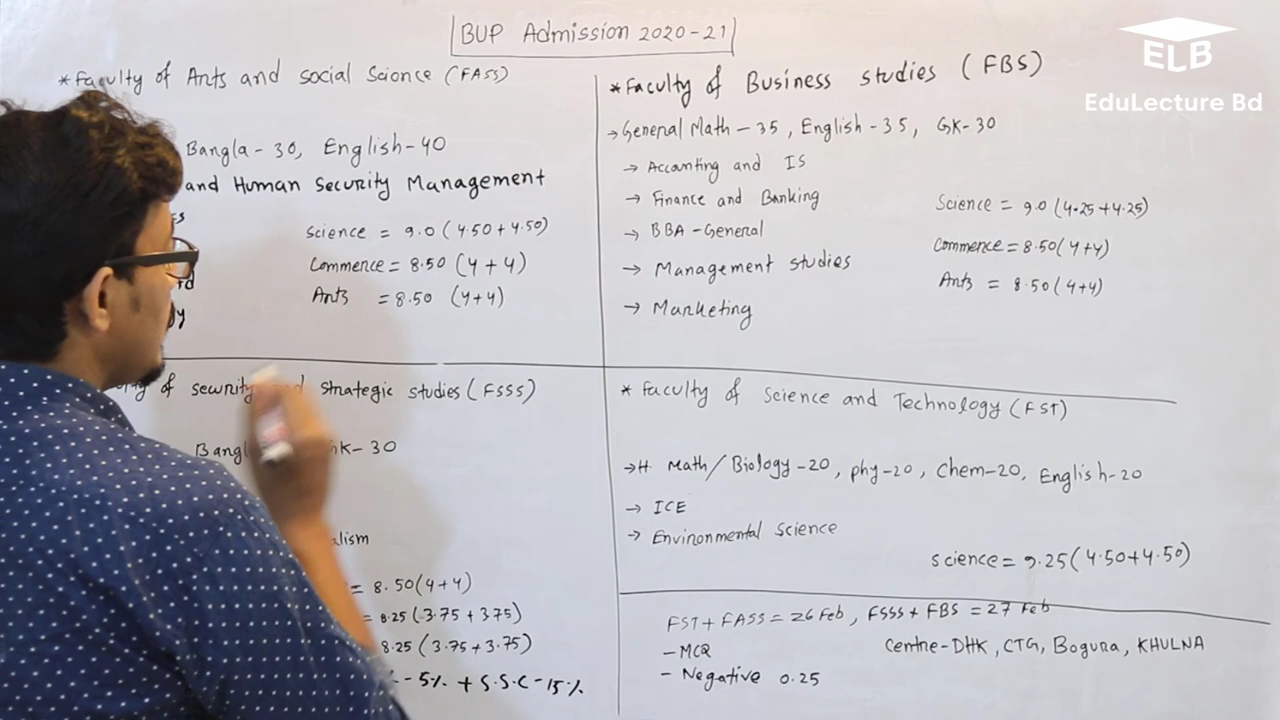 BUP Admission 2020-21
ELB
EduLecture Bd
*Faculty of Arts and social Science (FASS)
Bangla-30, English-40
and Human Security Management
ss
Science = 9.0 (4.50+4.50)
Commerce = 8.50 (4+4)
Arts = 8.50 (4+4)
*Faculty of Business studies (FBS)
→General Math-35, English-35, GK-30
→ Accounting and IS
→ Finance and Banking
→ BBA-General
→ Management studies
→ Marketing
Science = 9.0 (4.25+4.25)
Commerce = 8.50 (4+4)
Arts = 8.50 (4+4)
of security and strategic studies (FSSS)
Bangl GK-30
alism
= 8.50(4+4)
= 8.25 (3.75+3.75)
8.25 (3.75+3.75)
-5% + S.S.C-15%
* Faculty of Science and Technology (FST)
→H. Math/Biology-20, phy-20, Chem-20, English-20
→ ICE
→ Environmental Science
science = 9.25(4.50+4.50)
FST+FASS=26 Feb, FSSS+FBS=27 Feb
-MCQ
- Negative 0.25
Centre-DHK, CTG, Bogura, KHULNA